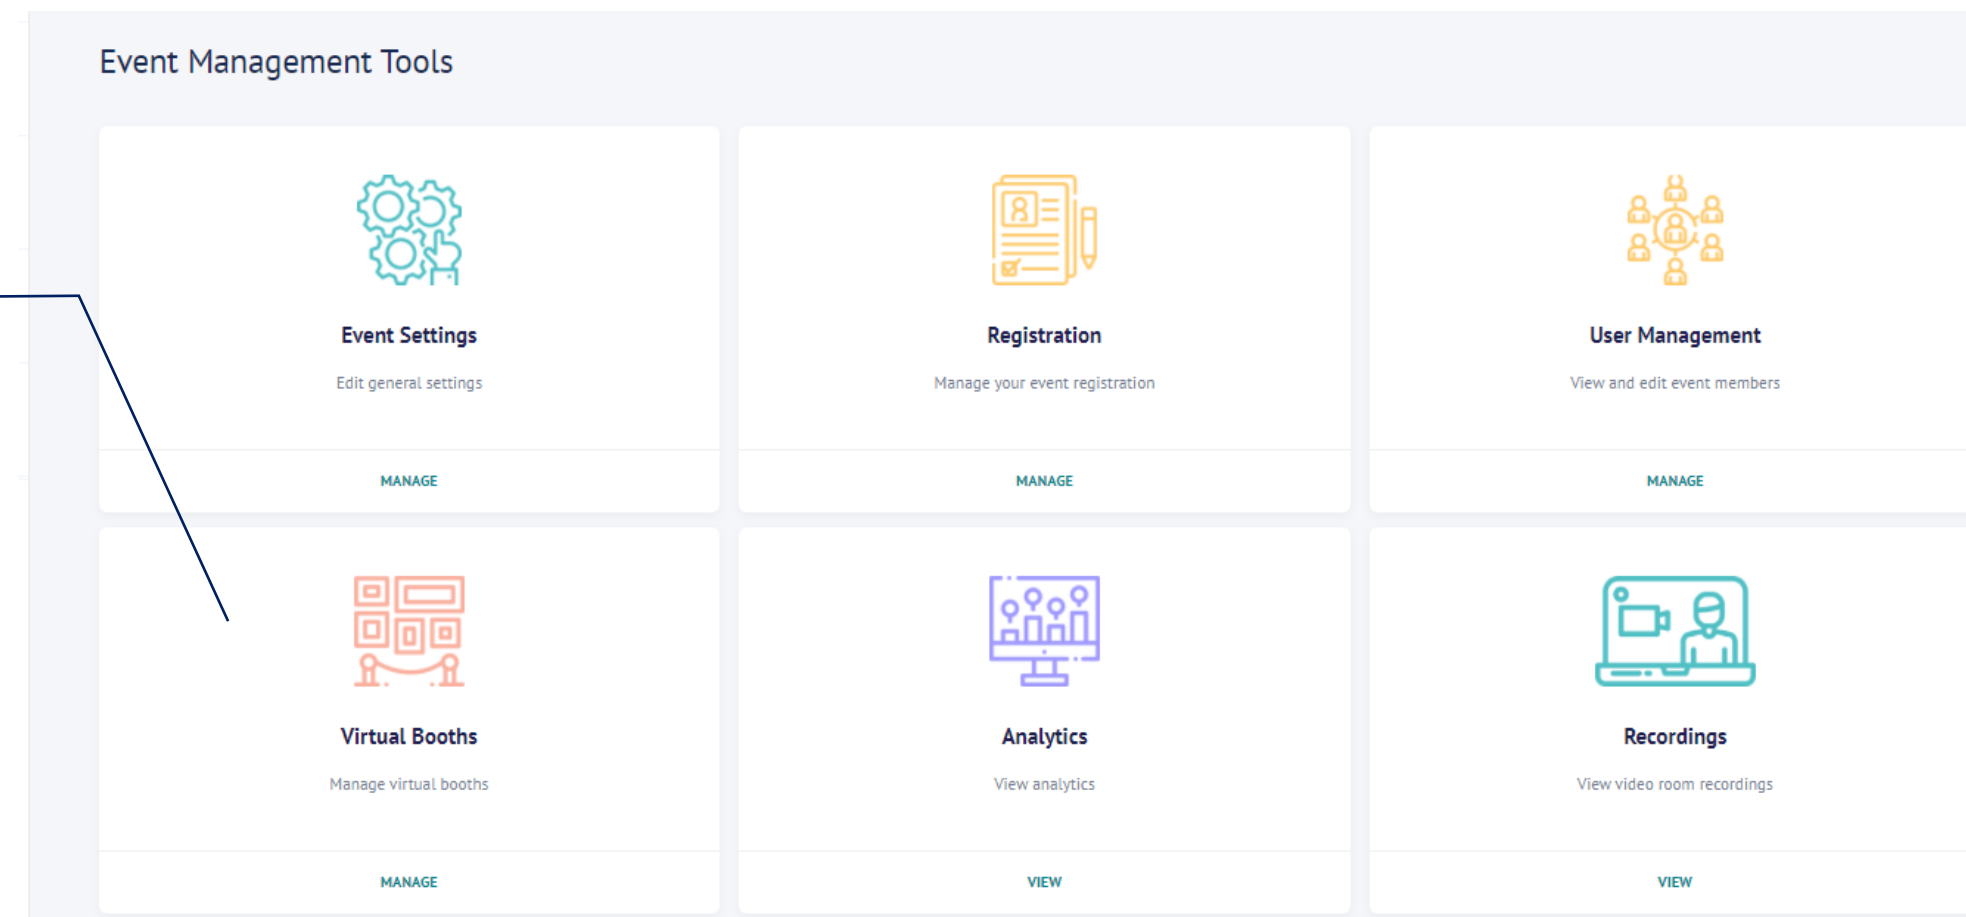 Event Management Tools
Event Settings
Edit general settings
MANAGE
Registration
Manage your event registration
MANAGE
User Management
View and edit event members
MANAGE
Virtual Booths
Manage virtual booths
MANAGE
Analytics
View analytics
VIEW
Recordings
View video room recordings
VIEW